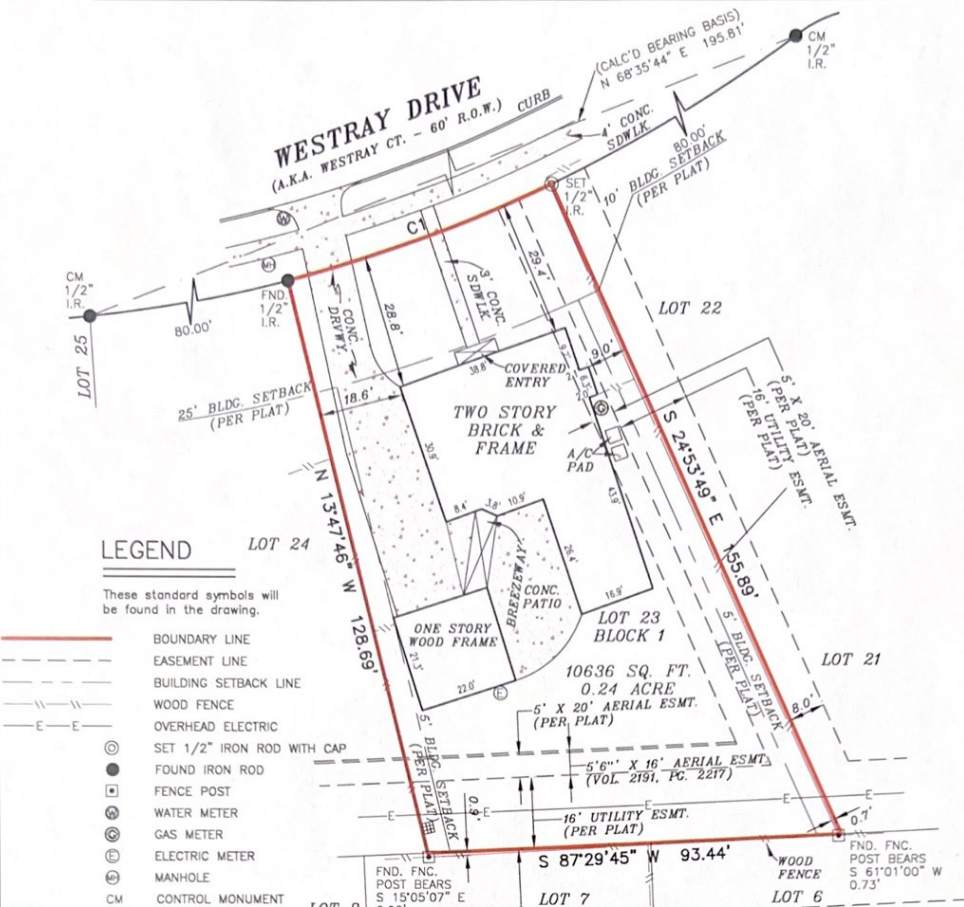 WESTRAY DRIVE
(A.K.A. WESTRAY CT. - 60' R.O.W.)
CURB
(CALC'D BEARING BASIS)
N 68°35'44" E 195.81'
CM
1/2"
I.R.
4' CONC.
SDWLK.
80.00'
10' BLDG. SETBACK
(PER PLAT)
SET
1/2"
I.R.
C1
W
MH
CM
1/2"
I.R.
FND.
1/2"
I.R.
80.00'
LOT 25
CONC.
DRVWY.
28.8'
3' CONC.
SDWLK.
29.4'
LOT 22
COVERED
ENTRY
38.8'
9.2'
9.0'
6.3'
2.0'
25' BLDG. SETBACK
(PER PLAT)
18.6'
TWO STORY
BRICK &
FRAME
G
A/C
PAD
5' X 20' AERIAL ESMT.
(PER PLAT)
16' UTILITY ESMT.
(PER PLAT)
30.9'
43.9'
S 24°53'49" E 155.89'
N 13°47'46" W 128.69'
8.4'
3.8'
10.9'
26.4'
BREEZEWAY
CONC.
PATIO
16.9'
LOT 24
ONE STORY
WOOD FRAME
21.3'
22.0'
E
LOT 23
BLOCK 1
10636 SQ. FT.
0.24 ACRE
LOT 21
5' BLDG. SETBACK
(PER PLAT)
8.0'
5' X 20' AERIAL ESMT.
(PER PLAT)
5'6" X 16' AERIAL ESMT.
(VOL 2191, PG. 2217)
5' BLDG. SETBACK
(PER PLAT)
0.9'
16' UTILITY ESMT.
(PER PLAT)
E
E
E
E
0.7'
S 87°29'45" W 93.44'
WOOD
FENCE
FND. FNC.
POST BEARS
S 15°05'07" E
FND. FNC.
POST BEARS
S 61°01'00" W
0.73'
LOT 7
LOT 6
LEGEND
These standard symbols will
be found in the drawing.
BOUNDARY LINE
EASEMENT LINE
BUILDING SETBACK LINE
WOOD FENCE
E E OVERHEAD ELECTRIC
SET 1/2" IRON ROD WITH CAP
FOUND IRON ROD
FENCE POST
W WATER METER
G GAS METER
E ELECTRIC METER
MH MANHOLE
CM CONTROL MONUMENT